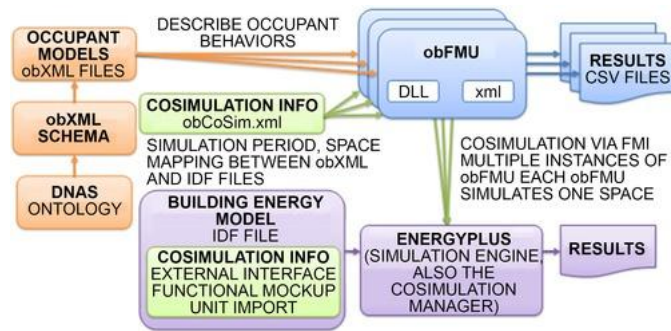 OCCUPANT
MODELS
obXML FILES
DESCRIBE OCCUPANT
BEHAVIORS
obFMU
DLL
xml
RESULTS
CSV FILES
obXML
SCHEMA
COSIMULATION INFO
obCoSim.xml
SIMULATION PERIOD, SPACE
MAPPING BETWEEN obXML
AND IDF FILES
COSIMULATION VIA FMI
MULTIPLE INSTANCES OF
obFMU EACH obFMU
SIMULATES ONE SPACE
DNAS
ONTOLOGY
BUILDING ENERGY
MODEL
IDF FILE
COSIMULATION INFO
EXTERNAL INTERFACE
FUNCTIONAL MOCKUP
UNIT IMPORT
ENERGYPLUS
(SIMULATION ENGINE,
ALSO THE
COSIMULATION
MANAGER)
RESULTS